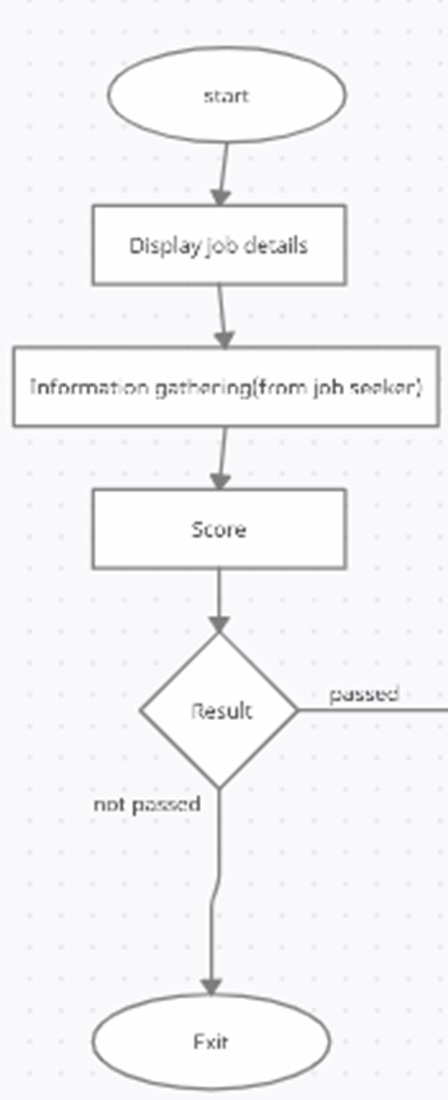 start
Display job details
Information gathering(from job seeker)
Score
Result
passed
not passed
Exit